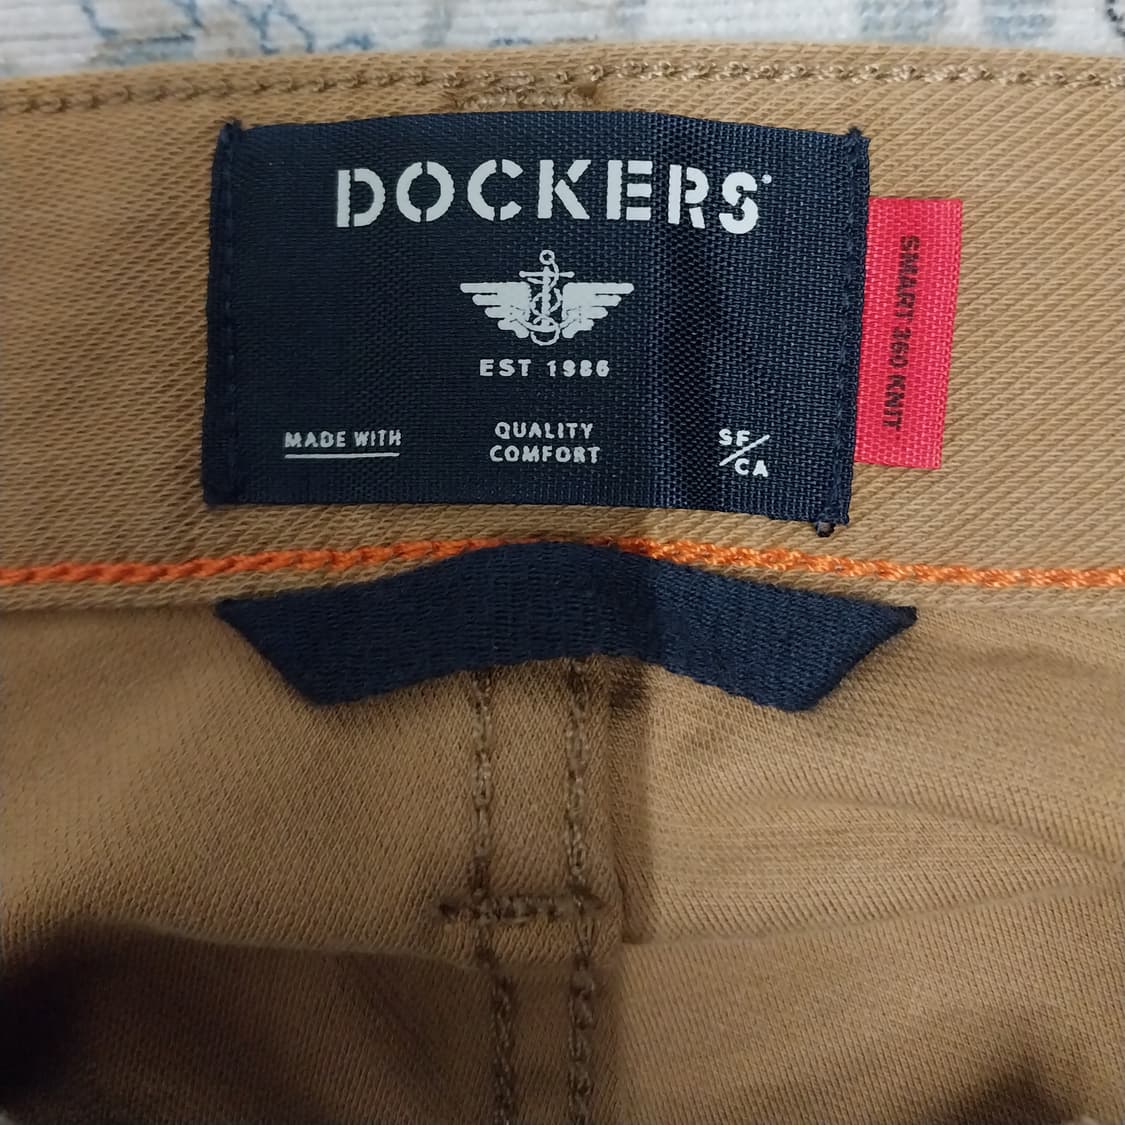 DOCKERS
EST 1986
MADE WITH
QUALITY
COMFORT
SF/
CA
SMART 360 KNIT